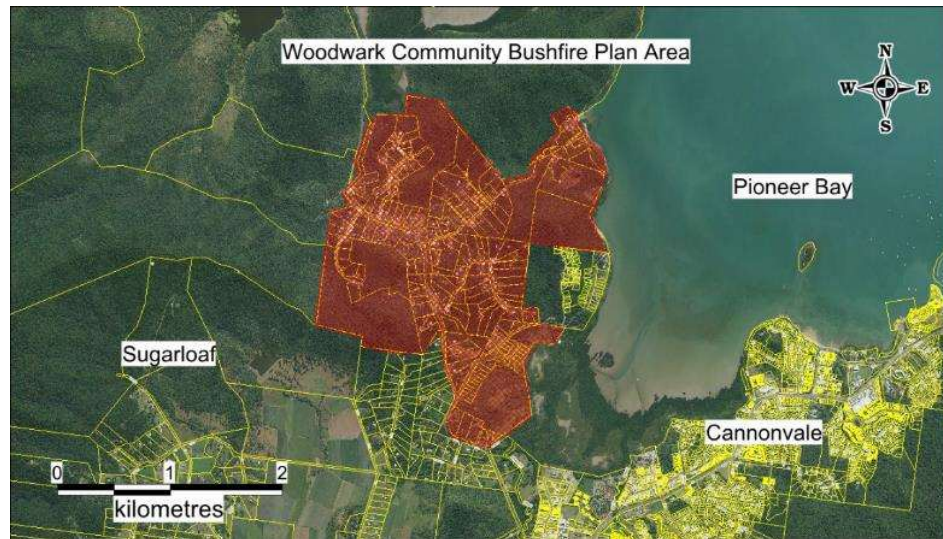 Woodwark Community Bushfire Plan Area
N
W E
S
Pioneer Bay
Sugarloaf
Cannonvale
0 1 2
kilometres